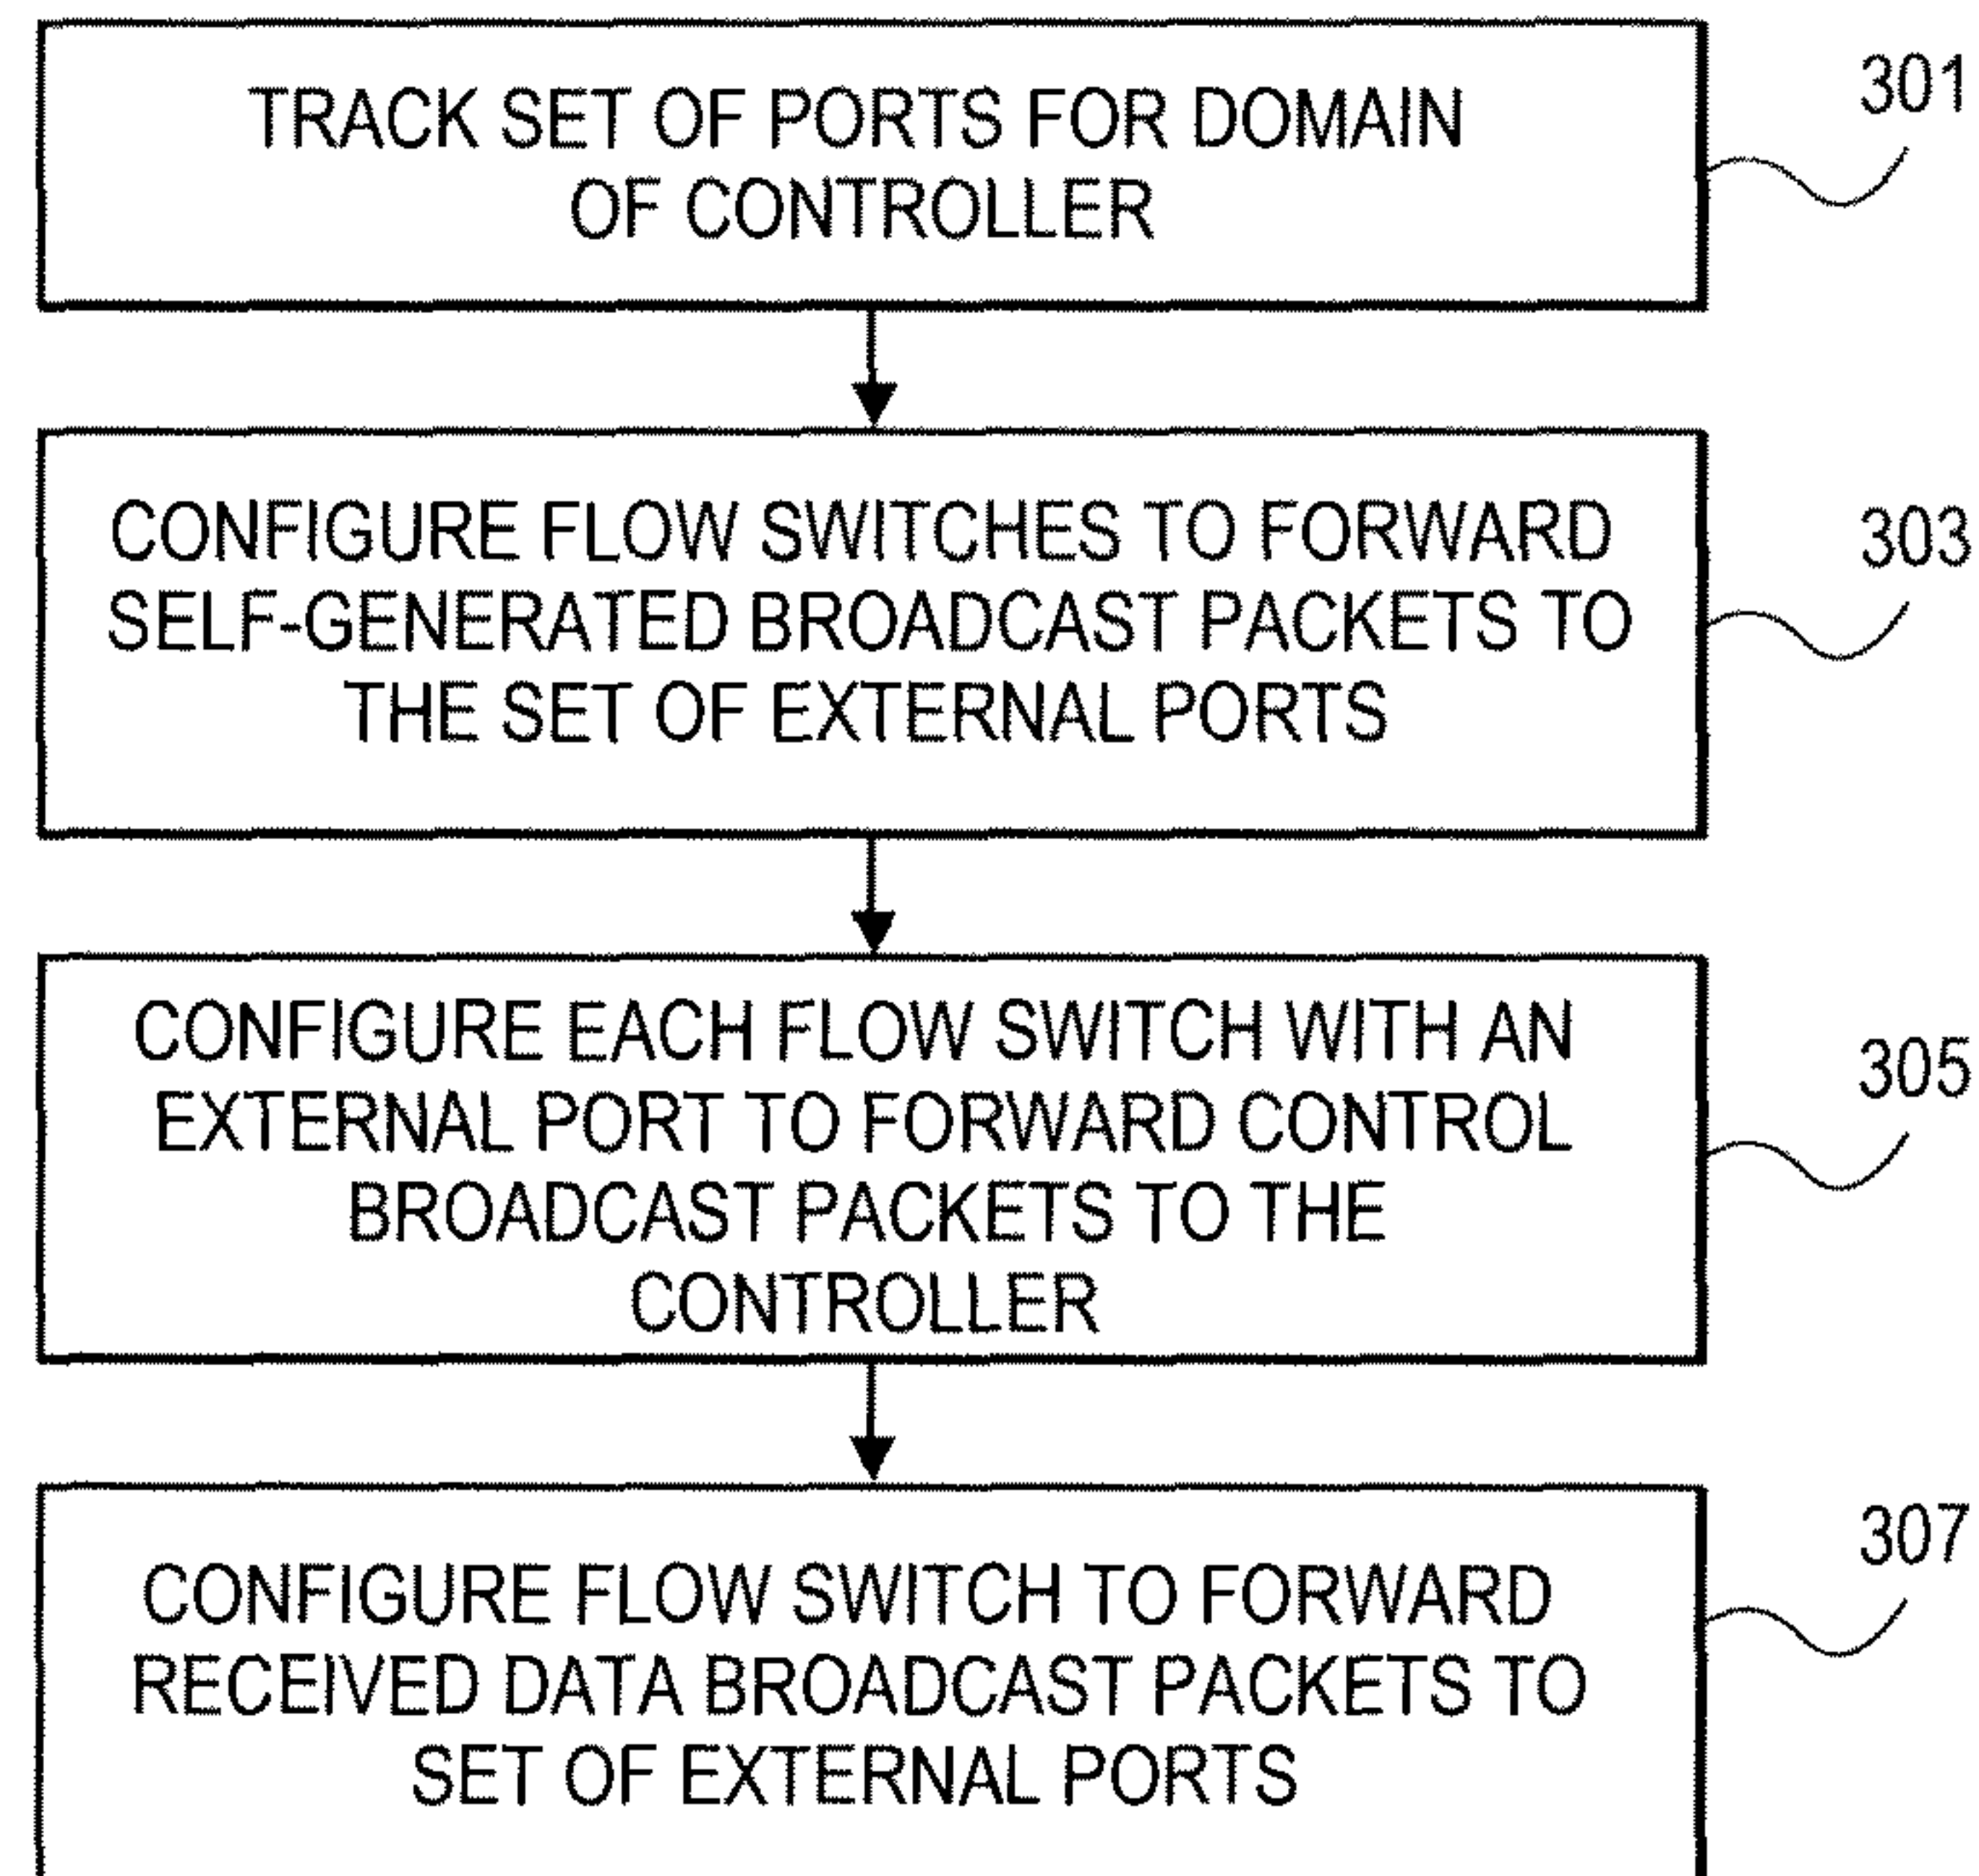 TRACK SET OF PORTS FOR DOMAIN
OF CONTROLLER
301
CONFIGURE FLOW SWITCHES TO FORWARD
SELF-GENERATED BROADCAST PACKETS TO
THE SET OF EXTERNAL PORTS
303
CONFIGURE EACH FLOW SWITCH WITH AN
EXTERNAL PORT TO FORWARD CONTROL
BROADCAST PACKETS TO THE
CONTROLLER
305
CONFIGURE FLOW SWITCH TO FORWARD
RECEIVED DATA BROADCAST PACKETS TO
SET OF EXTERNAL PORTS
307